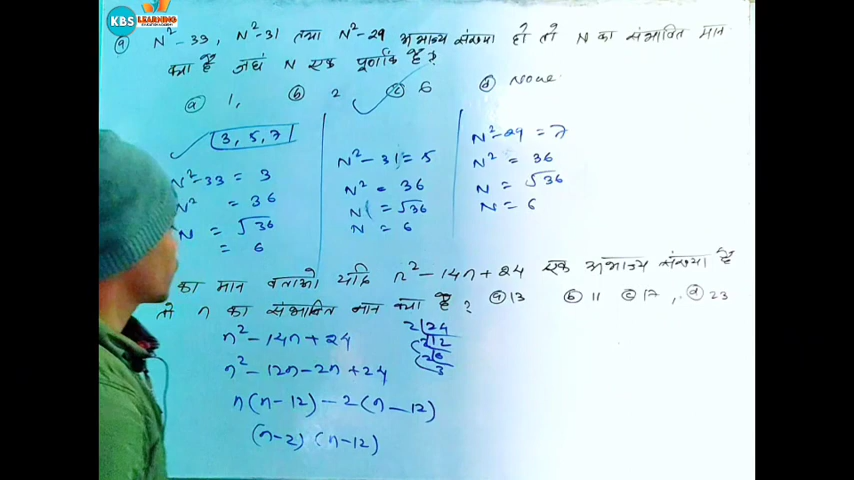 KBS LEARNING
(a) N² - 33, N² - 31 तथा N² - 29 अभाज्य संख्या हो तो N का संभावित मान
क्या है जहां N एक पूर्णांक है?
(a) 1, (b) 2 (c) 6 (d) None.
3, 5, 7
N² - 33 = 3
N² = 36
N = √36
= 6
N² - 31 = 5
N² = 36
N = √36
N = 6
N² - 29 = 7
N² = 36
N = √36
N = 6
का मान बताओ यदि n² - 14n + 24 एक अभाज्य संख्या है
तो n का संभावित मान क्या है? (a) 13 (b) 11 (c) 17, (d) 23
n² - 14n + 24
n² - 12n - 2n + 24
n(n - 12) - 2(n - 12)
(n - 2) (n - 12)
2|24
2|12
2|6
3